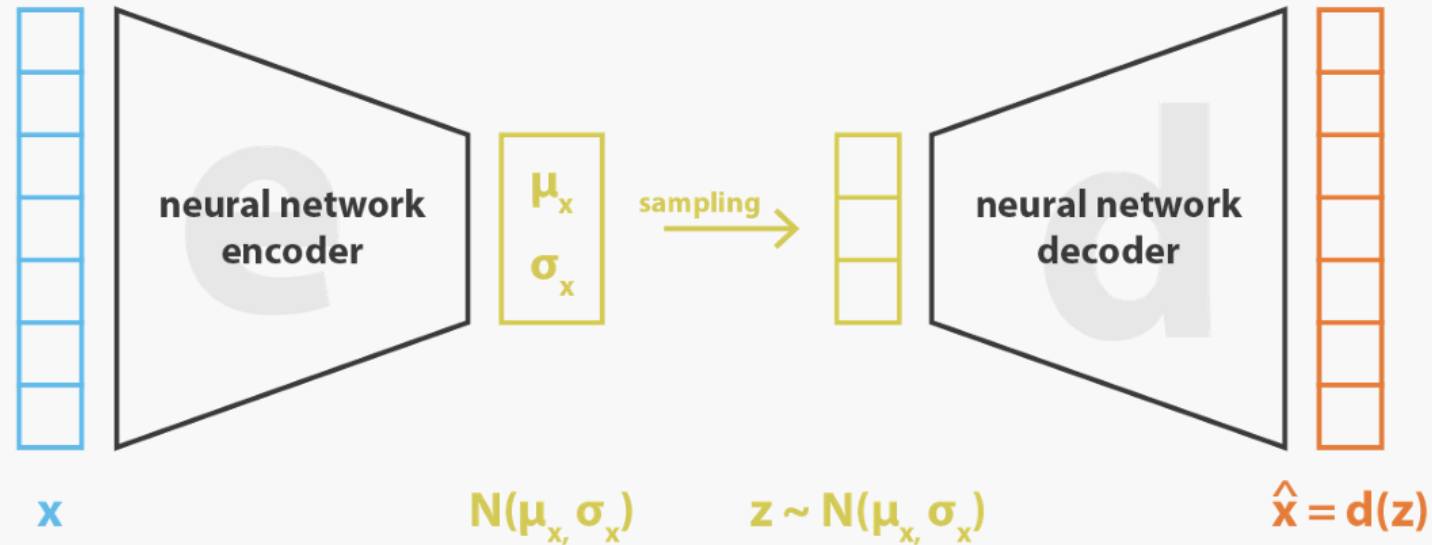 e
neural network
encoder
μₓ
σₓ
sampling
d
neural network
decoder
x
N(μₓ, σₓ)
z ~ N(μₓ, σₓ)
x̂ = d(z)